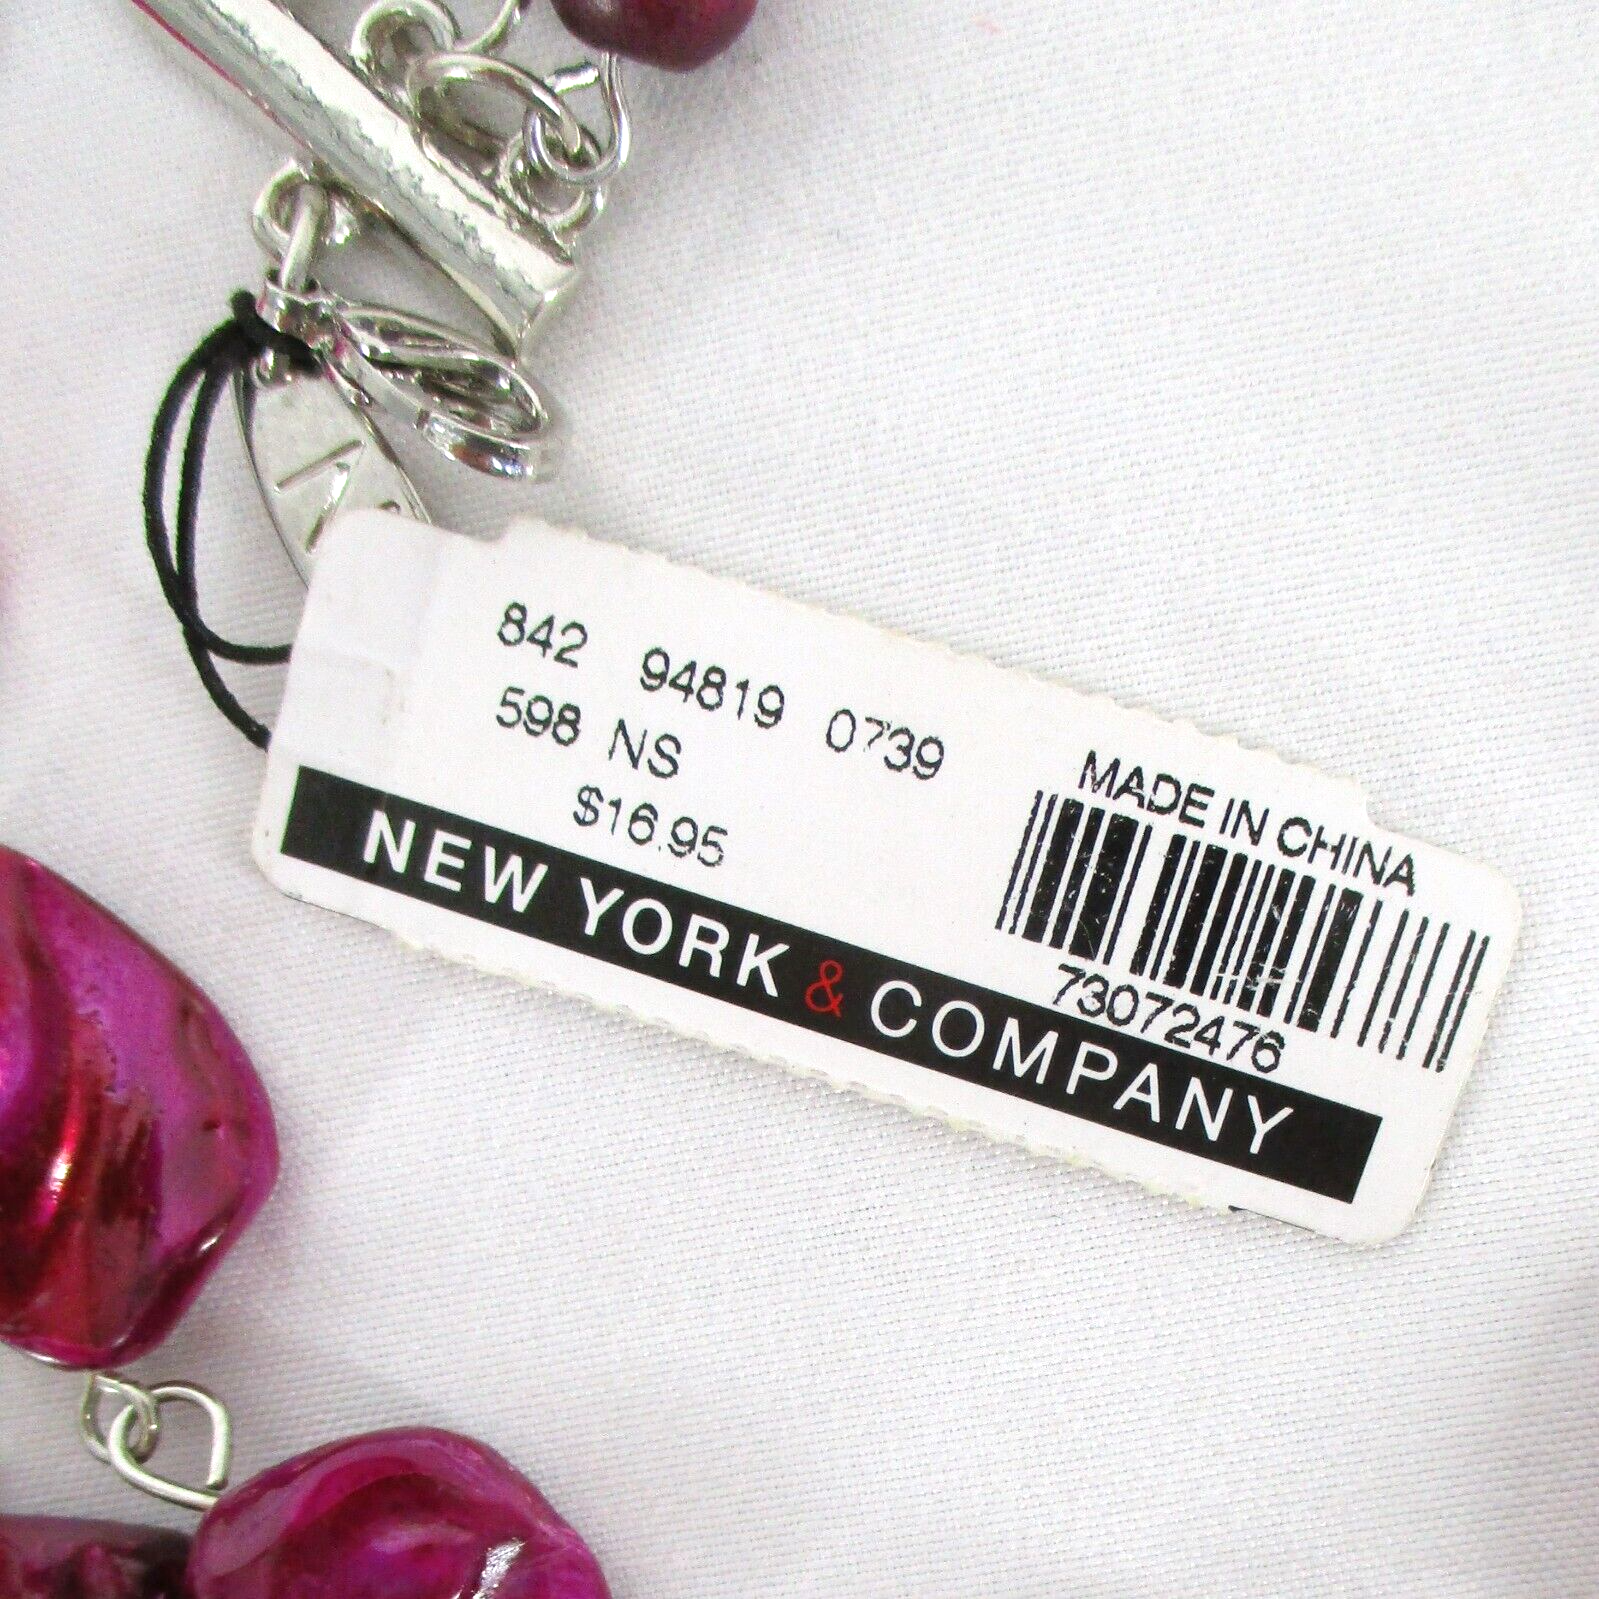 842 94819 0739
598 NS
$16.95
MADE IN CHINA
73072476
NEW YORK & COMPANY